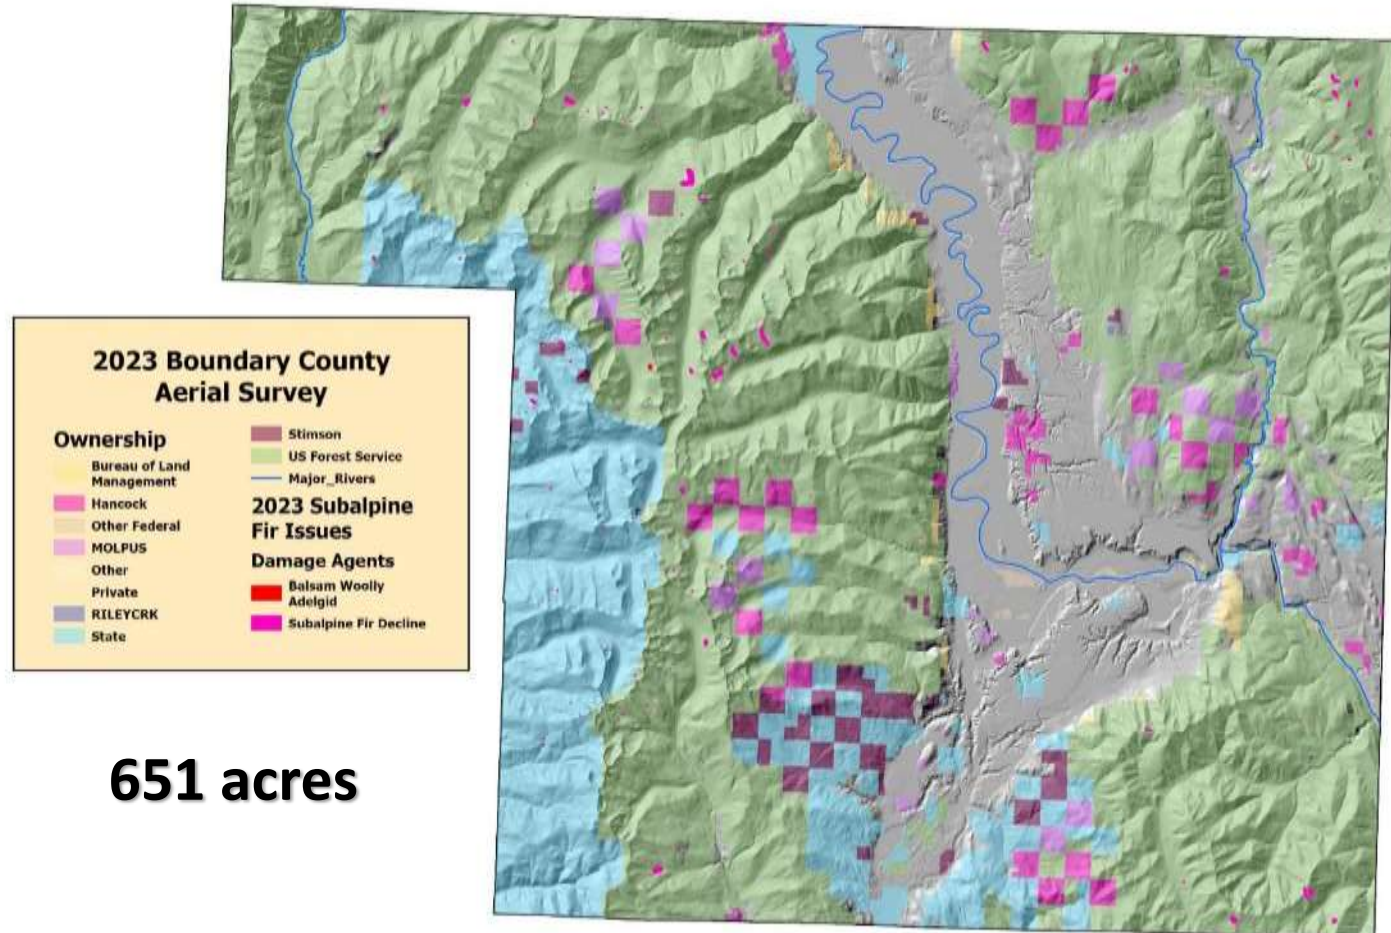 2023 Boundary County
Aerial Survey
Ownership
Bureau of Land
Management
Hancock
Other Federal
MOLPUS
Other
Private
RILEYCRK
State
Stimson
US Forest Service
Major_Rivers
2023 Subalpine
Fir Issues
Damage Agents
Balsam Woolly
Adelgid
Subalpine Fir Decline
651 acres